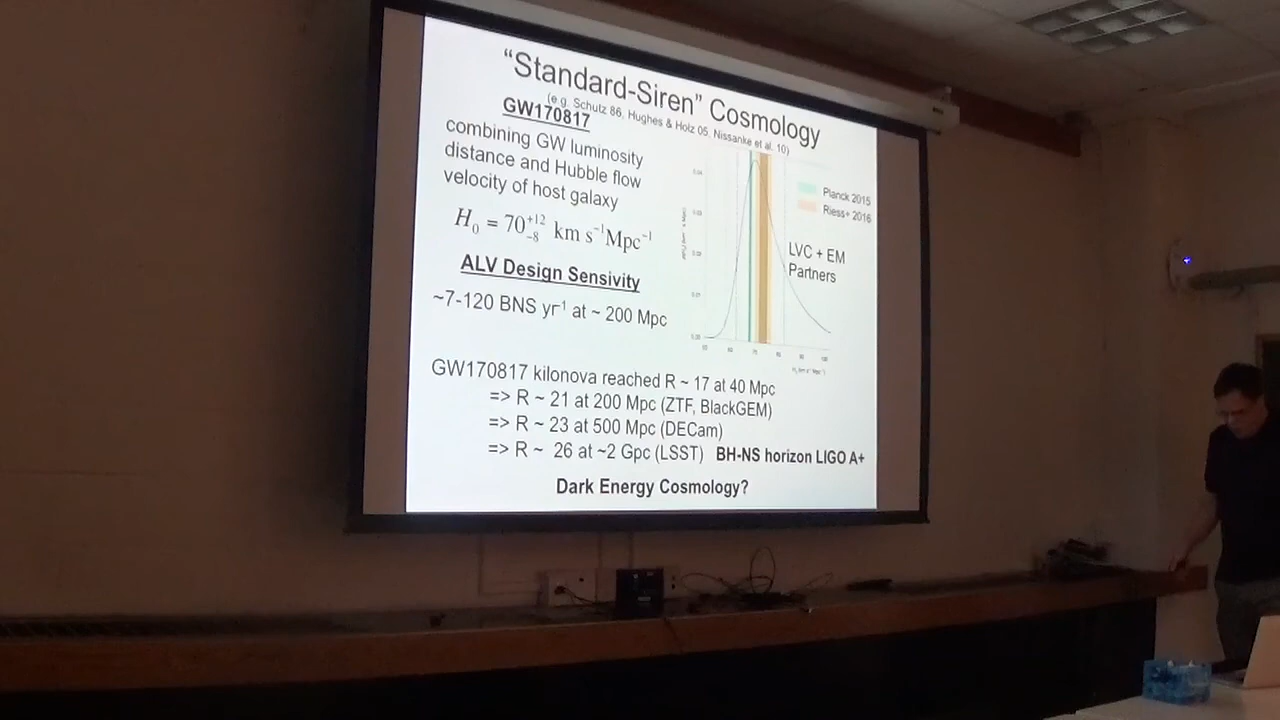 "Standard-Siren" Cosmology
(e.g. Schutz 86, Hughes & Holz 05, Nissanke et al. 10)
GW170817
combining GW luminosity
distance and Hubble flow
velocity of host galaxy
H₀ = 70 +12 −8 km s⁻¹Mpc⁻¹
ALV Design Sensivity
~7-120 BNS yr⁻¹ at ~ 200 Mpc
Planck 2015
Riess+ 2016
LVC + EM
Partners
GW170817 kilonova reached R ~ 17 at 40 Mpc
=> R ~ 21 at 200 Mpc (ZTF, BlackGEM)
=> R ~ 23 at 500 Mpc (DECam)
=> R ~ 26 at ~2 Gpc (LSST) BH-NS horizon LIGO A+
Dark Energy Cosmology?